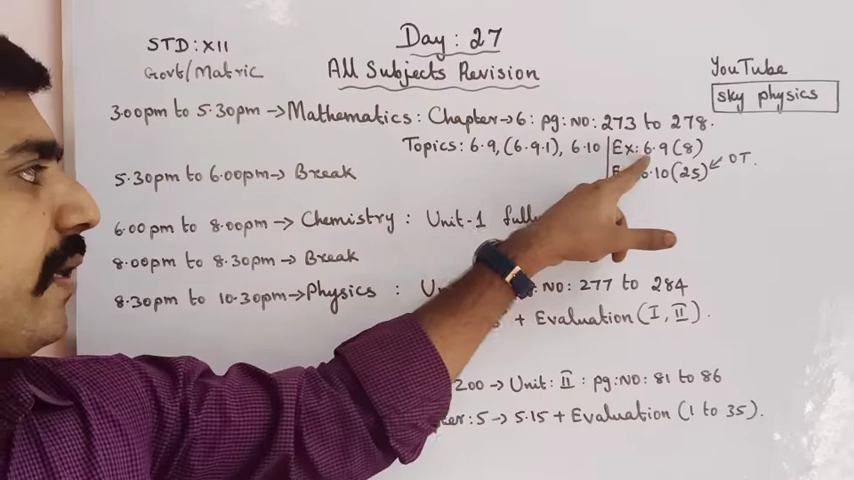 Day: 27
STD: XII
Govt/Matric
All Subjects Revision
YouTube
sky physics
3.00pm to 5.30pm → Mathematics: Chapter → 6: pg: NO: 273 to 278.
Topics: 6.9, (6.9.1), 6.10 | Ex: 6.9 (8)
6.10 (25) ← OT.
5.30pm to 6.00pm → Break
6.00pm to 8.00pm → Chemistry: Unit-1 fully
8.00pm to 8.30pm → Break
8.30pm to 10.30pm → Physics : NO: 277 to 284
+ Evaluation (I, II).
200 → Unit: II: pg: NO: 81 to 86
5 → 5.15 + Evaluation (1 to 35).